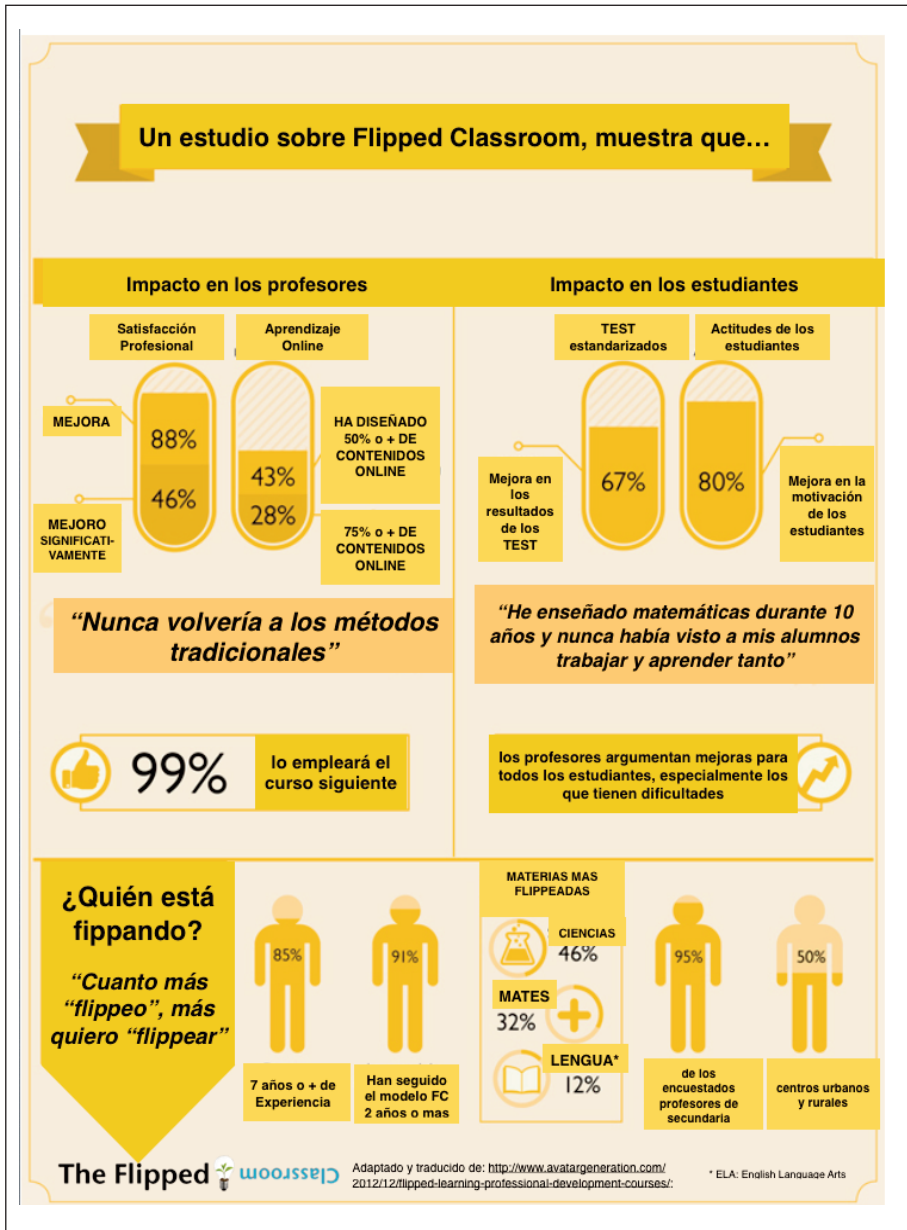 Un estudio sobre Flipped Classroom, muestra que…
Impacto en los profesores
Impacto en los estudiantes
Satisfacción
Profesional
Aprendizaje
Online
MEJORA
88%
46%
MEJORO
SIGNIFICATI-
VAMENTE
43%
28%
HA DISEÑADO
50% o + DE
CONTENIDOS
ONLINE
75% o + DE
CONTENIDOS
ONLINE
TEST
estandarizados
Actitudes de los
estudiantes
67%
80%
Mejora en
los
resultados
de los
TEST
Mejora en la
motivación
de los
estudiantes
“Nunca volvería a los métodos
tradicionales”
“He enseñado matemáticas durante 10
años y nunca había visto a mis alumnos
trabajar y aprender tanto”
99%
lo empleará el
curso siguiente
los profesores argumentan mejoras para
todos los estudiantes, especialmente los
que tienen dificultades
¿Quién está
fippando?
“Cuanto más
“flippeo”, más
quiero “flippear”
85%
7 años o + de
Experiencia
91%
Han seguido
el modelo FC
2 años o mas
MATERIAS MAS
FLIPPEADAS
CIENCIAS
46%
MATES
32%
LENGUA*
12%
95%
de los
encuestados
profesores de
secundaria
50%
centros urbanos
y rurales
The Flipped Classroom
Adaptado y traducido de: http://www.avatargeneration.com/
2012/12/flipped-learning-professional-development-courses/:
* ELA: English Language Arts